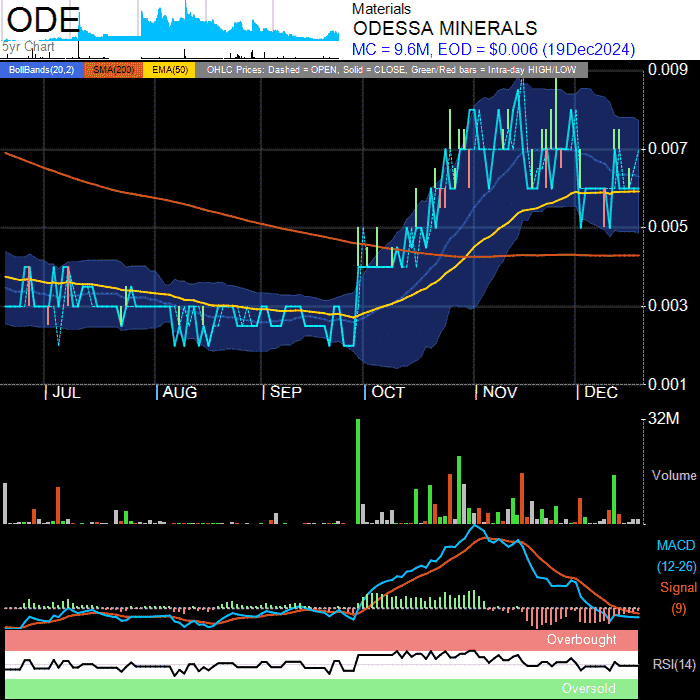 ODE
5yr Chart
Materials
ODESSA MINERALS
MC = 9.6M, EOD = $0.006 (19Dec2024)
BollBands(20,2) SMA(200) EMA(50) OHLC Prices: Dashed = OPEN, Solid = CLOSE, Green/Red bars = Intra-day HIGH/LOW
0.009
0.007
0.005
0.003
0.001
| JUL | AUG | SEP | OCT | NOV | DEC
32M
Volume
MACD
(12-26)
Signal
(9)
Overbought
RSI(14)
Oversold